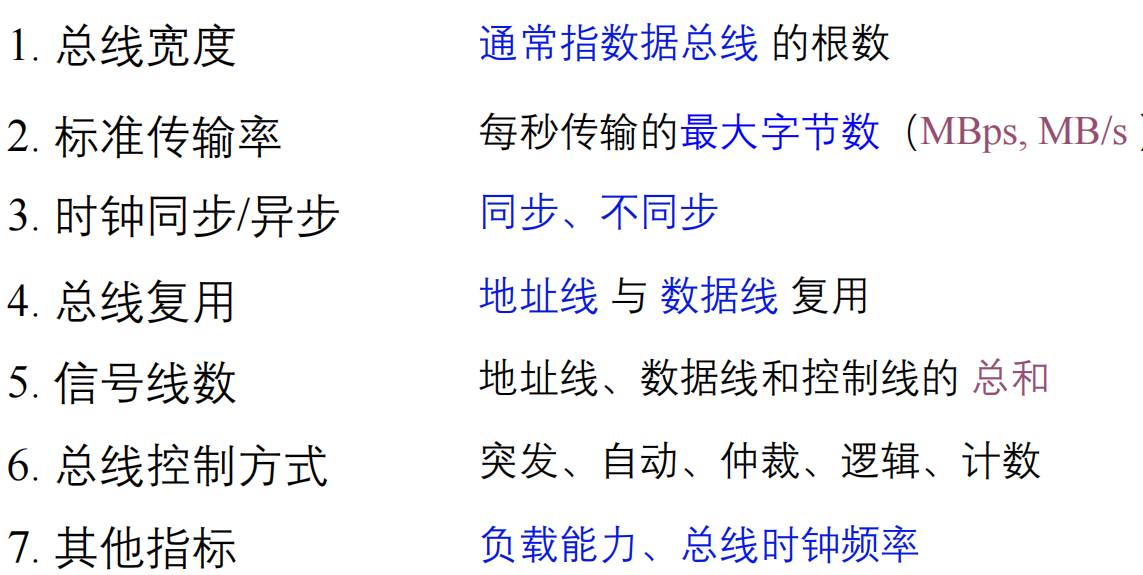 1. 总线宽度 通常指数据总线 的根数
2. 标准传输率 每秒传输的最大字节数（MBps, MB/s）
3. 时钟同步/异步 同步、不同步
4. 总线复用 地址线 与 数据线 复用
5. 信号线数 地址线、数据线和控制线的 总和
6. 总线控制方式 突发、自动、仲裁、逻辑、计数
7. 其他指标 负载能力、总线时钟频率